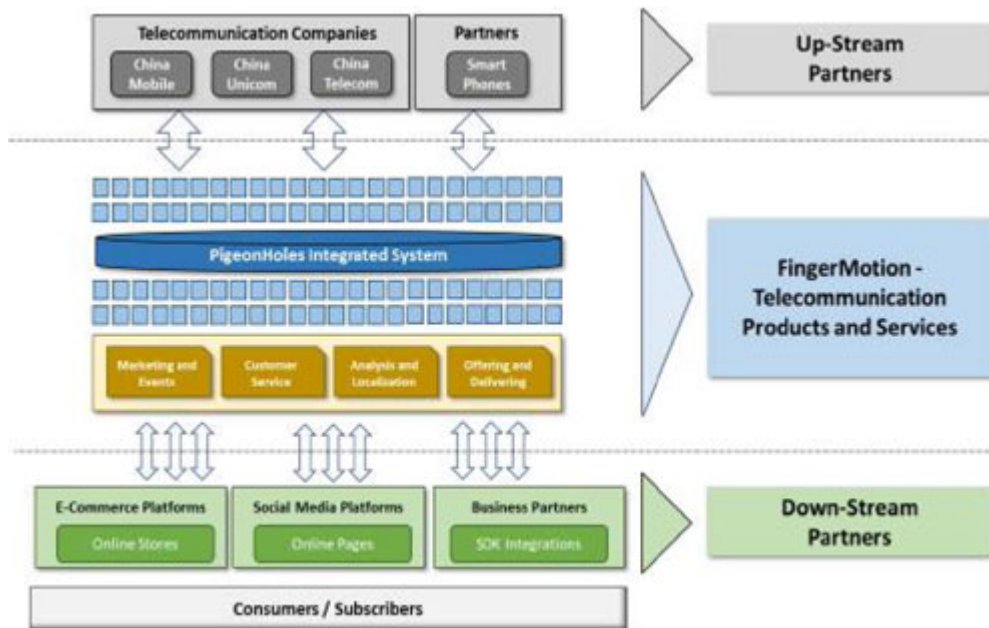 Telecommunication Companies
Partners
China
Mobile
China
Unicom
China
Telecom
Smart
Phones
Up-Stream
Partners
PigeonHoles Integrated System
FingerMotion -
Telecommunication
Products and Services
Marketing and
Events
Customer
Service
Analysis and
Localization
Offering and
Delivering
E-Commerce Platforms
Online Stores
Social Media Platforms
Online Pages
Business Partners
SDK Integrations
Down-Stream
Partners
Consumers / Subscribers